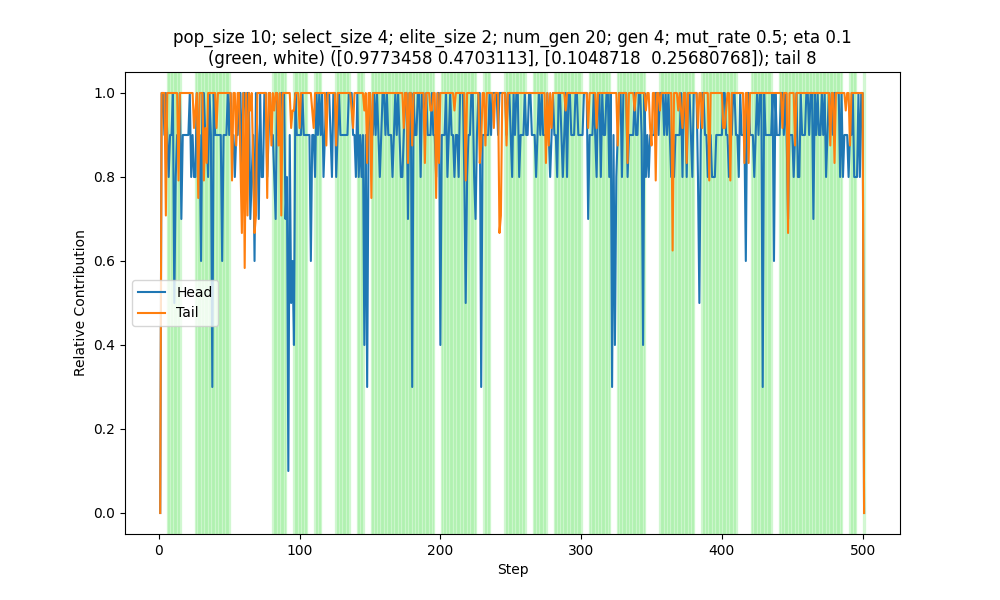 pop_size 10; select_size 4; elite_size 2; num_gen 20; gen 4; mut_rate 0.5; eta 0.1
(green, white) ([0.9773458 0.4703113], [0.1048718  0.25680768]); tail 8
1.0
0.8
0.6
0.4
0.2
0.0
Relative Contribution
Head
Tail
0
100
200
300
400
500
Step